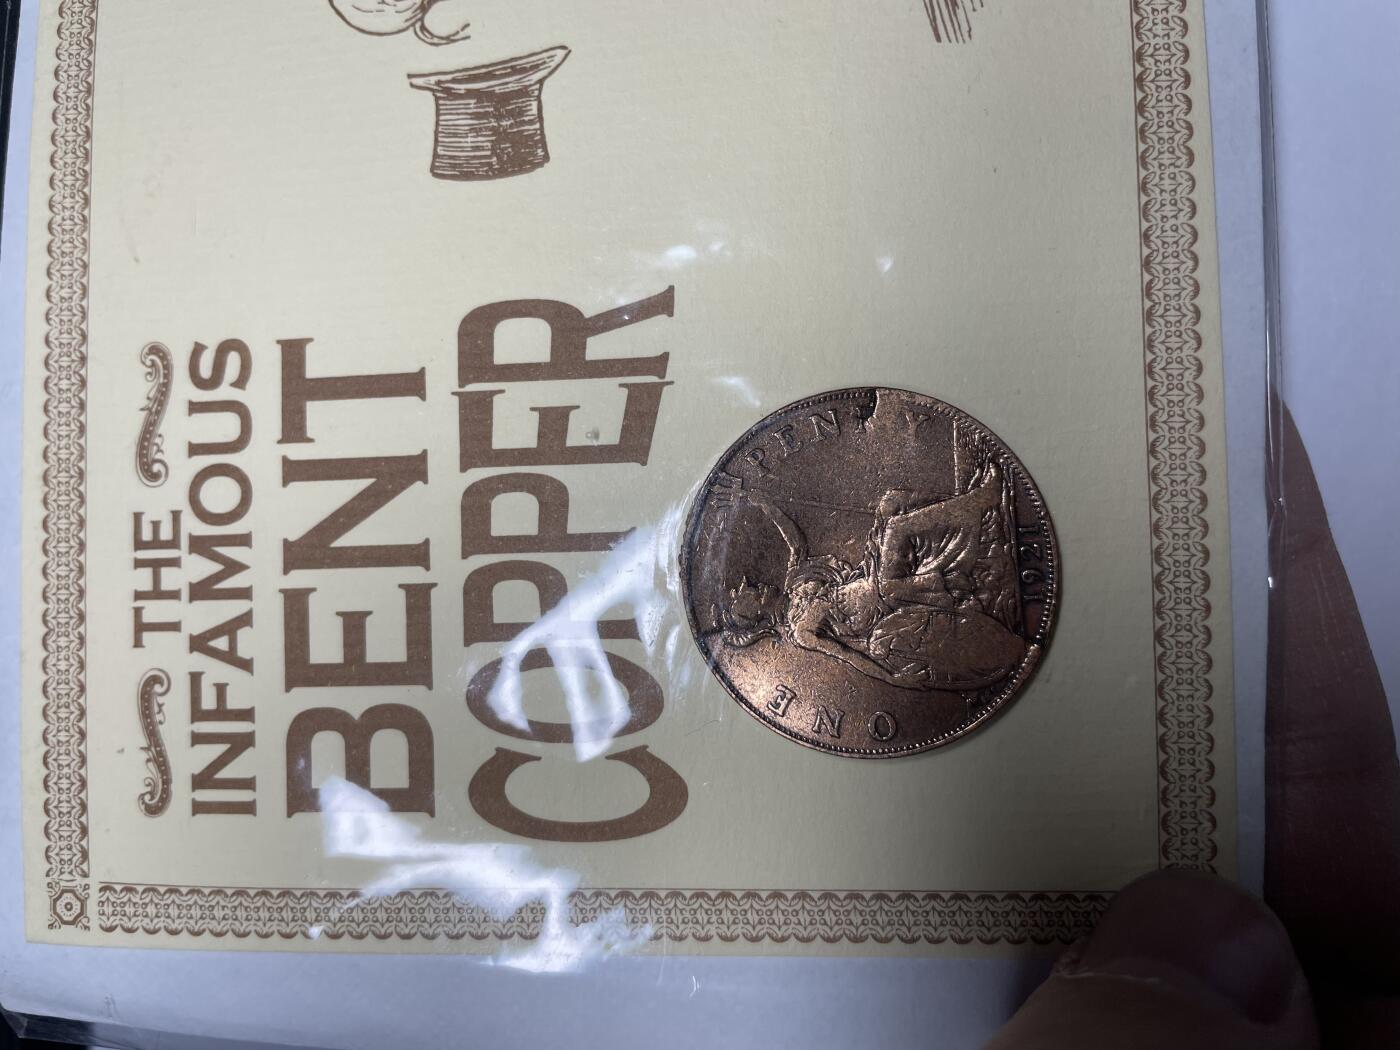 THE
INFAMOUS
BENT
COPPER
ONE PENNY
1921